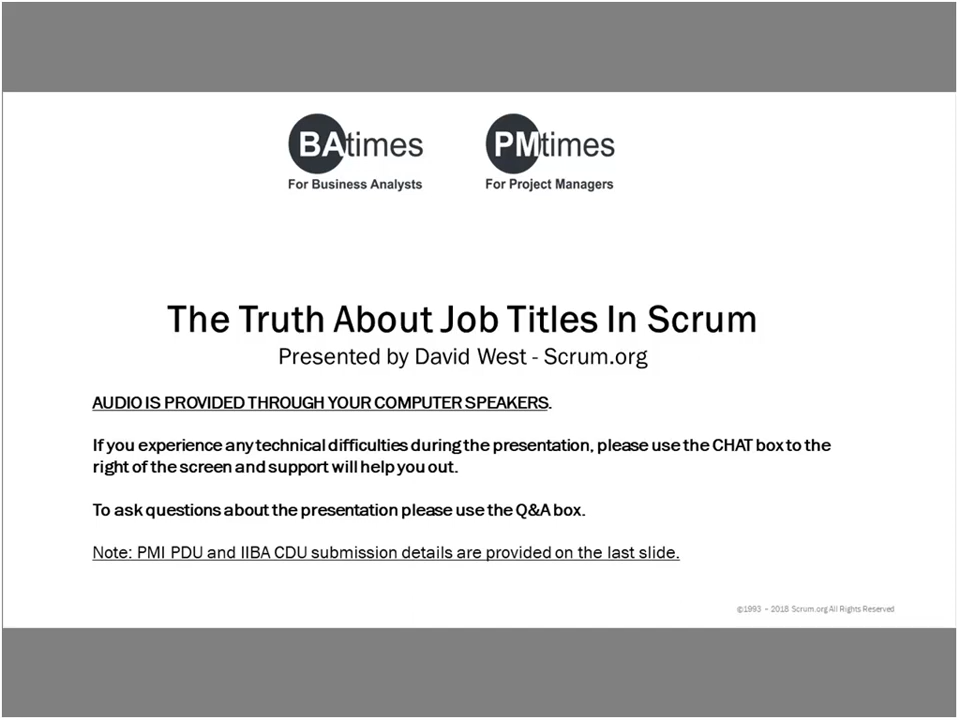 BAtimes
For Business Analysts
PMtimes
For Project Managers
The Truth About Job Titles In Scrum
Presented by David West - Scrum.org
AUDIO IS PROVIDED THROUGH YOUR COMPUTER SPEAKERS.
If you experience any technical difficulties during the presentation, please use the CHAT box to the
right of the screen and support will help you out.
To ask questions about the presentation please use the Q&A box.
Note: PMI PDU and IIBA CDU submission details are provided on the last slide.
©1993 – 2018 Scrum.org All Rights Reserved